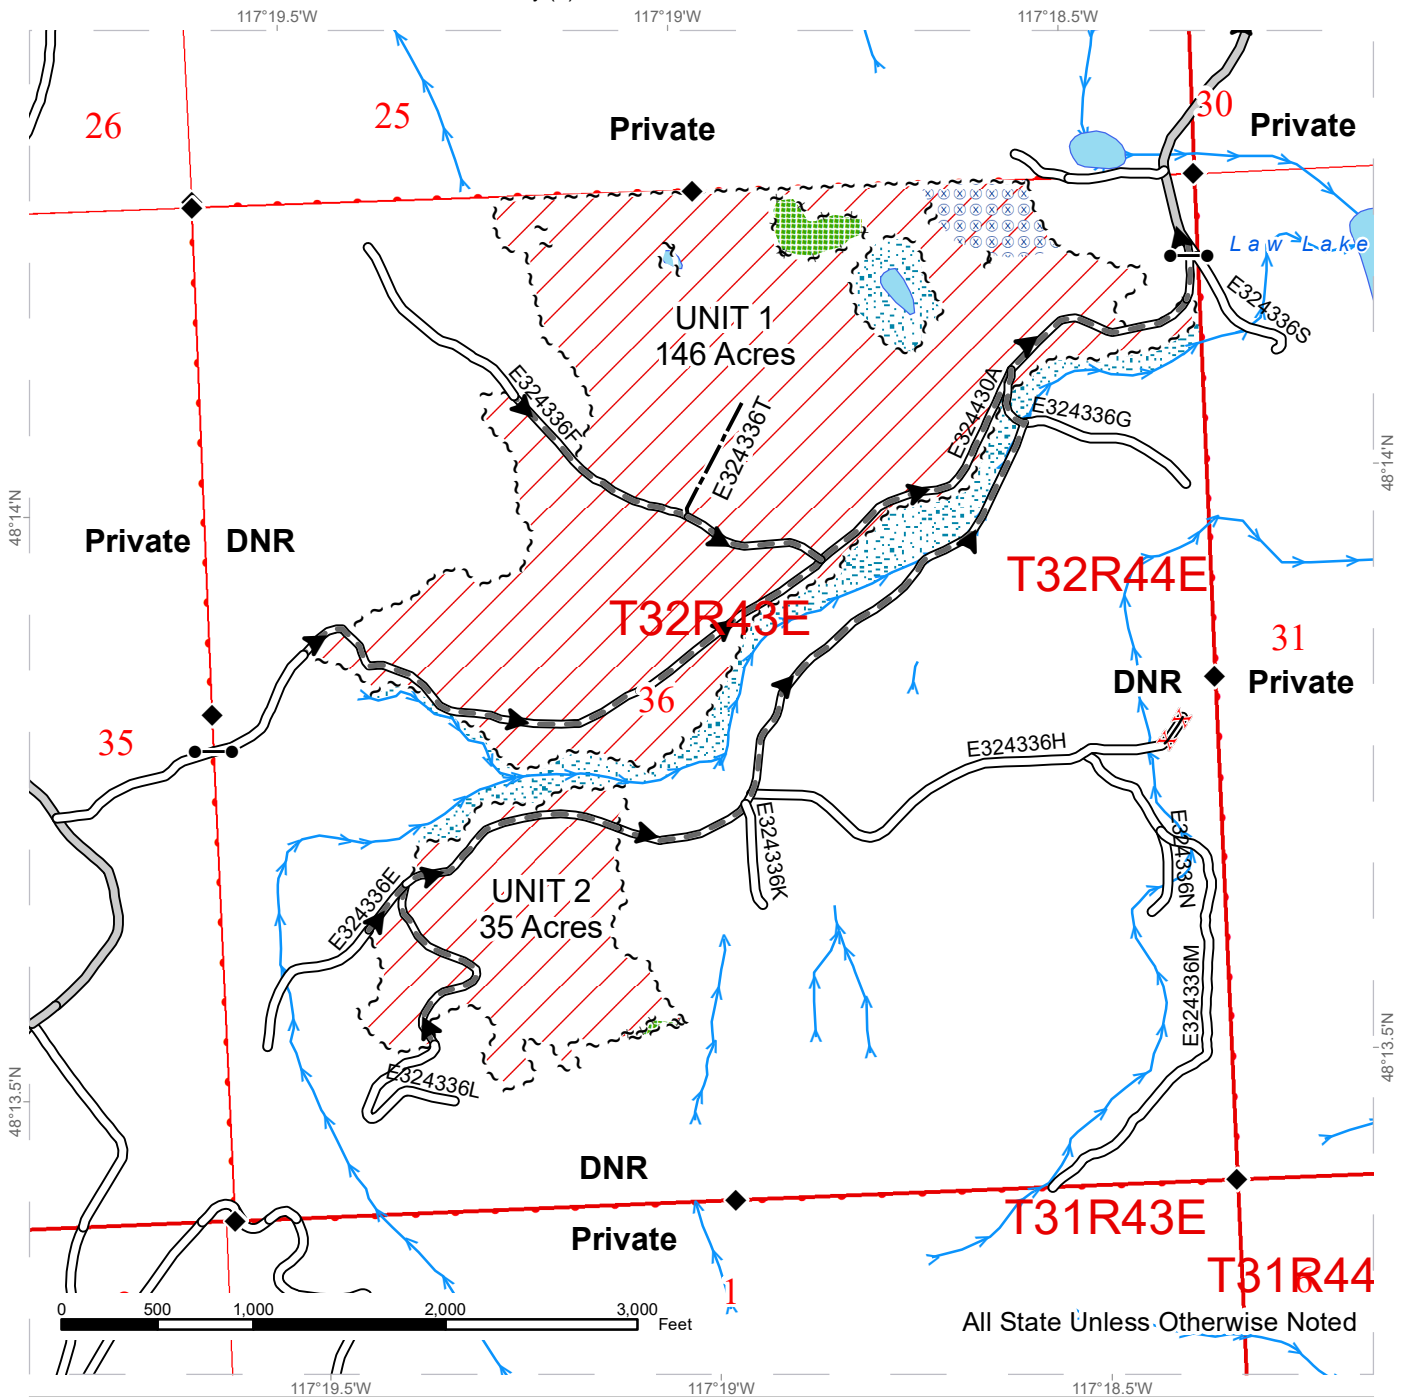 117°19.5'W
117°19'W
117°18.5'W
26
25
Private
30
Private
Law Lake
E324336S
UNIT 1
146 Acres
E324336F
E324336T
E324430A
E324336G
48°14'N
48°14'N
Private
DNR
T32R43E
T32R44E
31
36
DNR
Private
35
E324336H
E324336K
E324336N
E324336E
UNIT 2
35 Acres
E324336M
E324336L
48°13.5'N
48°13.5'N
DNR
T31R43E
Private
T31R44
6
1
0
500
1,000
2,000
3,000
Feet
All State Unless Otherwise Noted
117°19.5'W
117°19'W
117°18.5'W